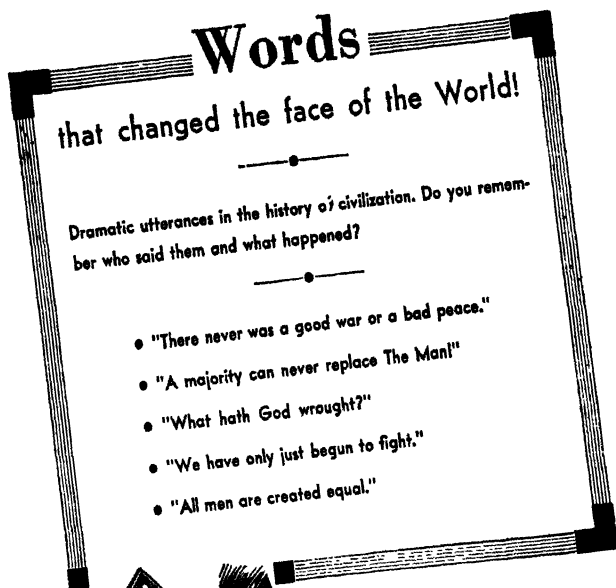 Words
that changed the face of the World!
Dramatic utterances in the history of civilization. Do you remem-
ber who said them and what happened?
• "There never was a good war or a bad peace."
• "A majority can never replace The Man!"
• "What hath God wrought?"
• "We have only just begun to fight."
• "All men are created equal."